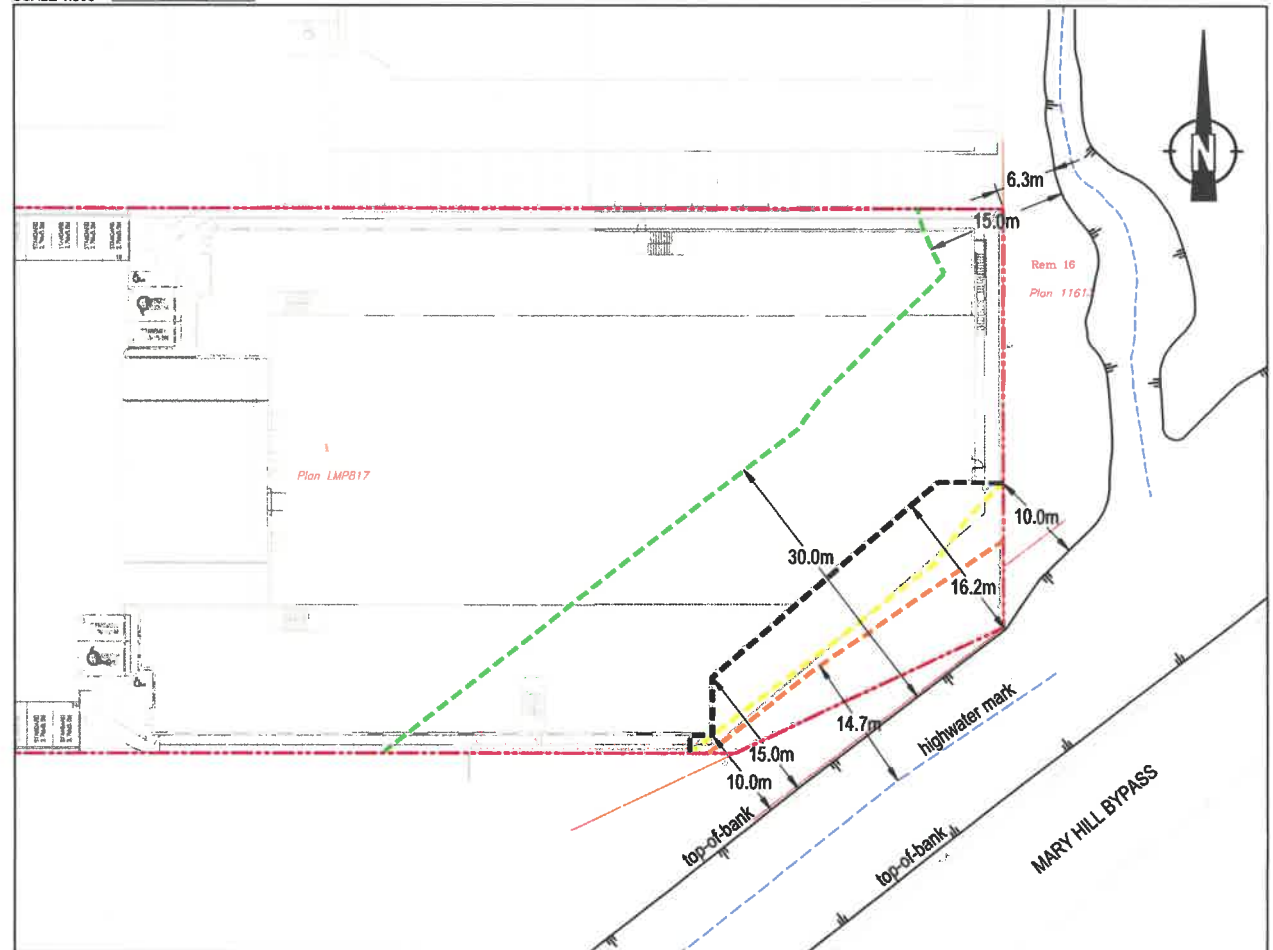 N
6.3m
15.0m
Rem 16
Plan 1161
Plan LMP817
10.0m
30.0m
16.2m
14.7m
highwater mark
15.0m
10.0m
top-of-bank
top-of-bank
MARY HILL BYPASS